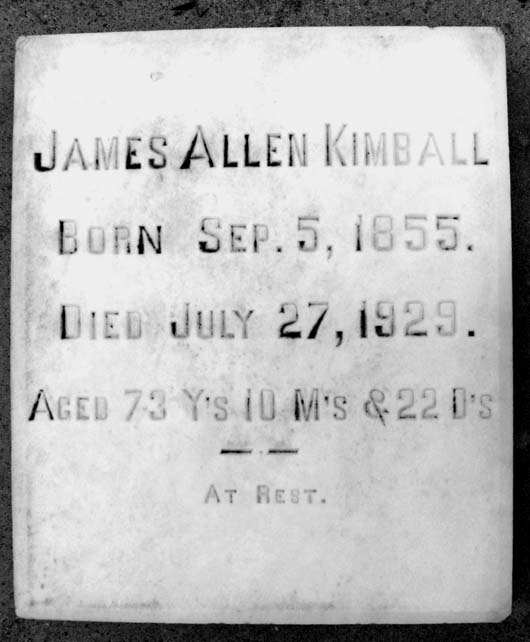 James Allen Kimball
Born Sep. 5, 1855.
Died July 27, 1929.
Aged 73 Y's 10 M's & 22 D's
At Rest.